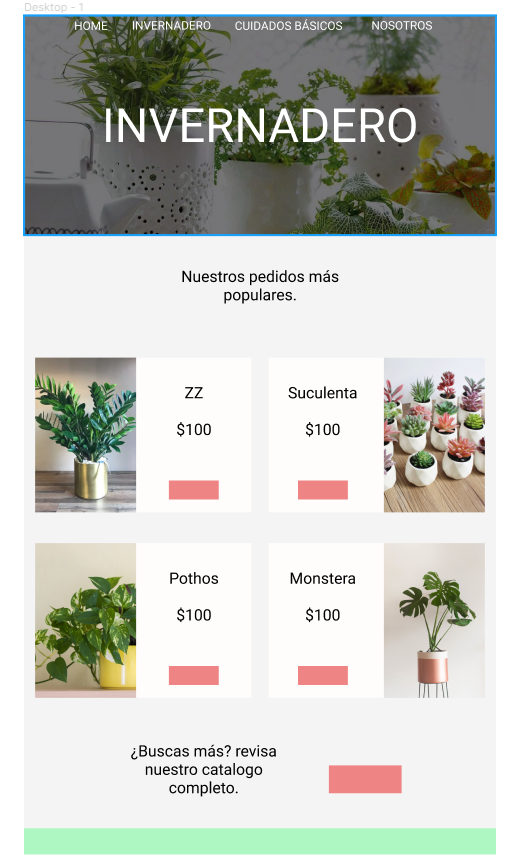 Desktop - 1
HOME INVERNADERO CUIDADOS BÁSICOS NOSOTROS
INVERNADERO
Nuestros pedidos más
populares.
ZZ
$100
Suculenta
$100
Pothos
$100
Monstera
$100
¿Buscas más? revisa
nuestro catalogo
completo.